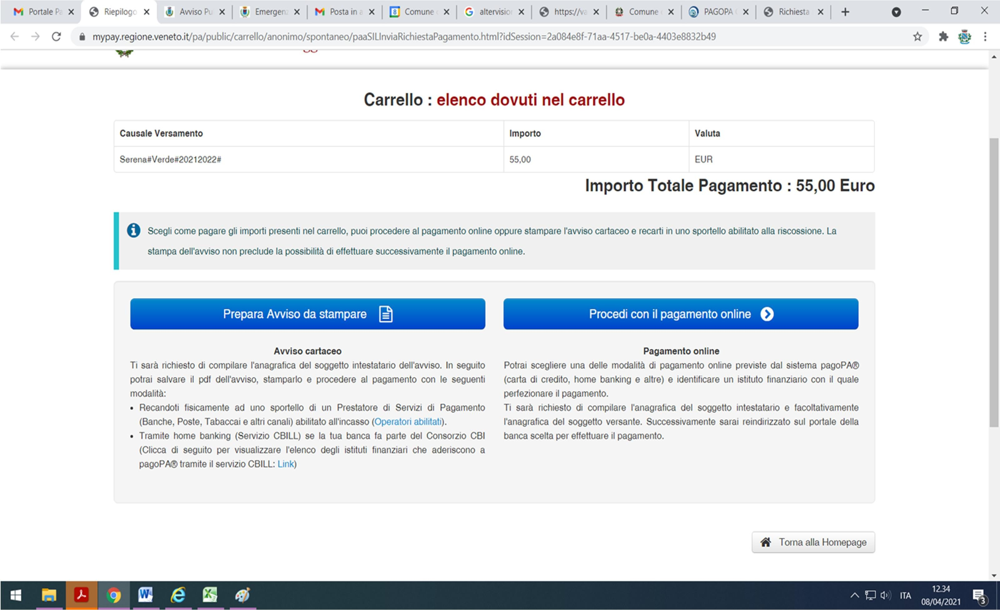 Portale Pa
Riepilogo
Avviso Pu
Emergenz
Posta in a
8
Comune
altervision
https://va
Comune
PAGOPA
Richiesta
mypay.regione.veneto.it/pa/public/carrello/anonimo/spontaneo/paaSILInviaRichiestaPagamento.html?idSession=2a084e8f-71aa-4517-be0a-4403e8832b49
Carrello : elenco dovuti nel carrello
Causale Versamento Importo Valuta
Serena#Verde#20212022# 55,00 EUR
Importo Totale Pagamento : 55,00 Euro
Scegli come pagare gli importi presenti nel carrello, puoi procedere al pagamento online oppure stampare l'avviso cartaceo e recarti in uno sportello abilitato alla riscossione. La
stampa dell'avviso non preclude la possibilità di effettuare successivamente il pagamento online.
Prepara Avviso da stampare
Avviso cartaceo
Ti sarà richiesto di compilare l'anagrafica del soggetto intestatario dell'avviso. In seguito
potrai salvare il pdf dell'avviso, stamparlo e procedere al pagamento con le seguenti
modalità:
• Recandoti fisicamente ad uno sportello di un Prestatore di Servizi di Pagamento
(Banche, Poste, Tabaccai e altri canali) abilitato all'incasso (Operatori abilitati).
• Tramite home banking (Servizio CBILL) se la tua banca fa parte del Consorzio CBI
(Clicca di seguito per visualizzare l'elenco degli istituti finanziari che aderiscono a
pagoPA® tramite il servizio CBILL: Link)
Procedi con il pagamento online
Pagamento online
Potrai scegliere una delle modalità di pagamento online previste dal sistema pagoPA®
(carta di credito, home banking e altre) e identificare un istituto finanziario con il quale
perfezionare il pagamento.
Ti sarà richiesto di compilare l'anagrafica del soggetto intestatario e facoltativamente
l'anagrafica del soggetto versante. Successivamente sarai reindirizzato sul portale della
banca scelta per effettuare il pagamento.
Torna alla Homepage
ITA
12.34
08/04/2021
3